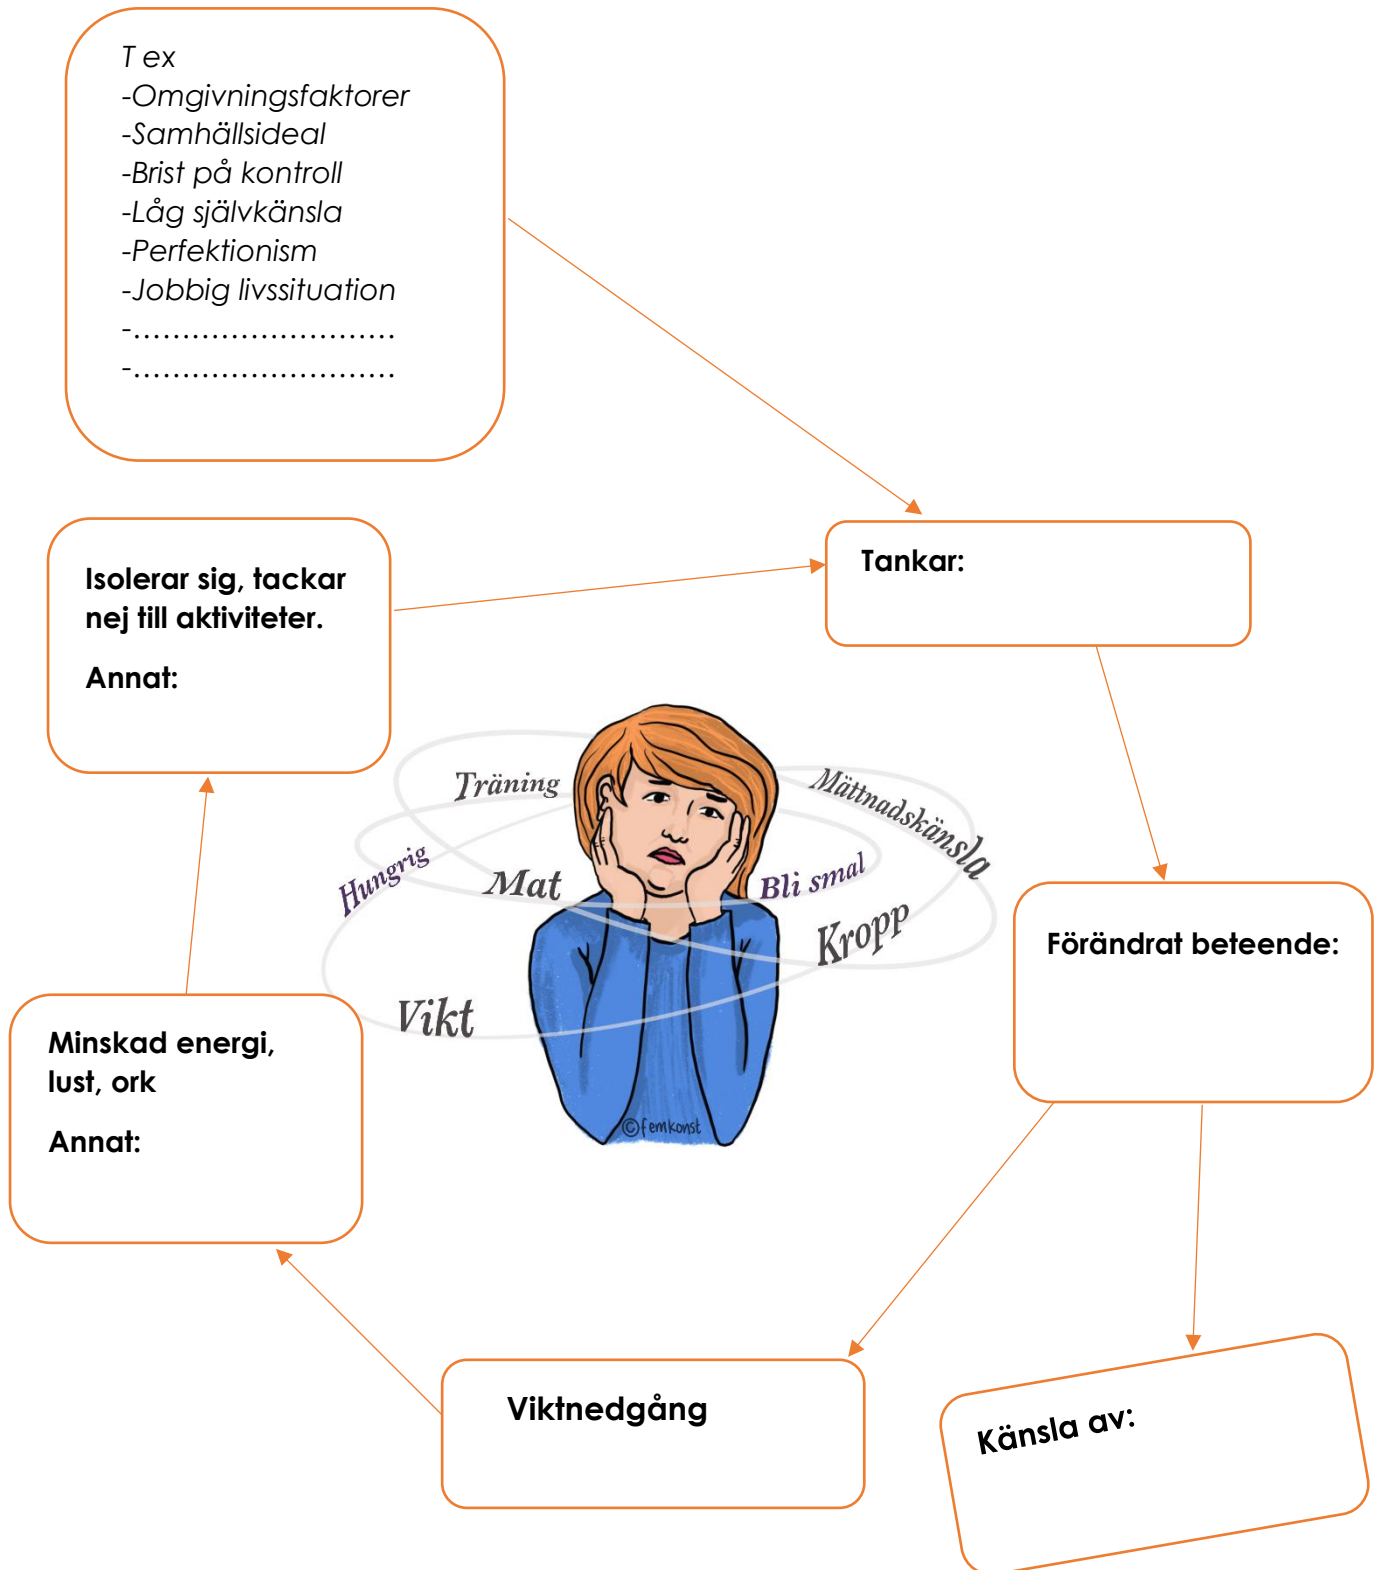 T ex
-Omgivningsfaktorer
-Samhällsideal
-Brist på kontroll
-Låg självkänsla
-Perfektionism
-Jobbig livssituation
-...........................
-...........................
Isolerar sig, tackar
nej till aktiviteter.
Annat:
Tankar:
Träning
Mättnadskänsla
Hungrig
Mat
Bli smal
Kropp
Vikt
©femkonst
Förändrat beteende:
Minskad energi,
lust, ork
Annat:
Viktnedgång
Känsla av: